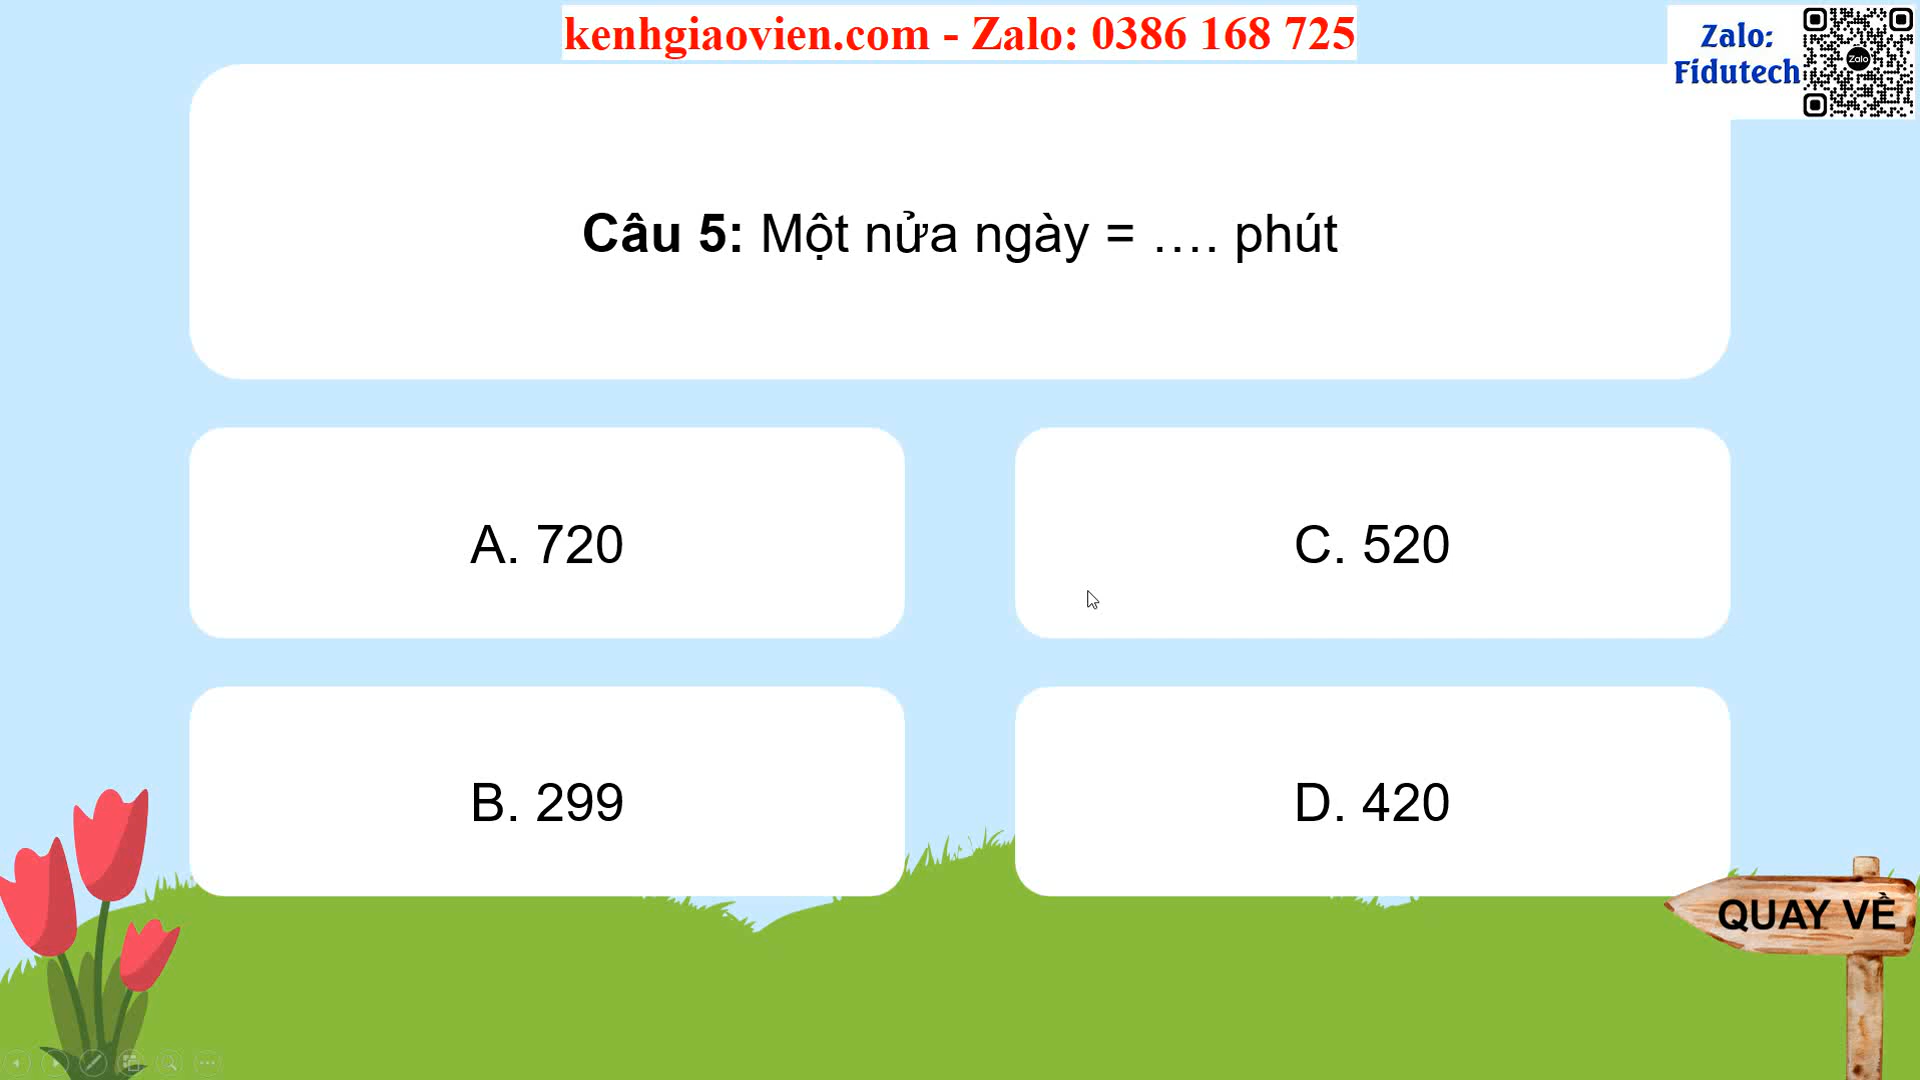 kenhgiaovien.com - Zalo: 0386 168 725
Zalo:
Fidutech
Zalo
Câu 5: Một nửa ngày = …. phút
A. 720
C. 520
B. 299
D. 420
QUAY VỀ